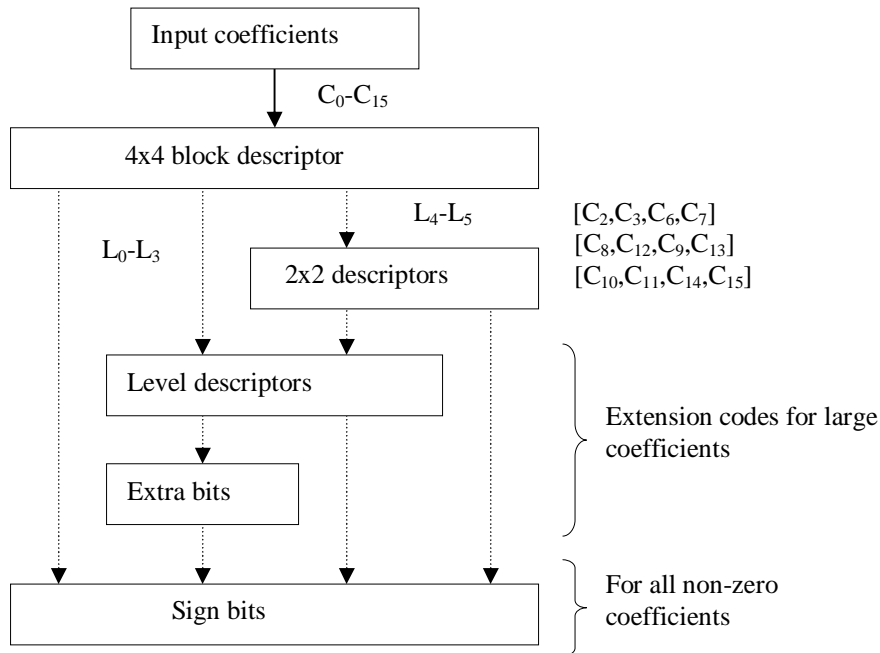 Input coefficients
C₀-C₁₅
4x4 block descriptor
L₄-L₅
L₀-L₃
[C₂,C₃,C₆,C₇]
[C₈,C₁₂,C₉,C₁₃]
[C₁₀,C₁₁,C₁₄,C₁₅]
2x2 descriptors
Level descriptors
Extension codes for large
coefficients
Extra bits
For all non-zero
coefficients
Sign bits